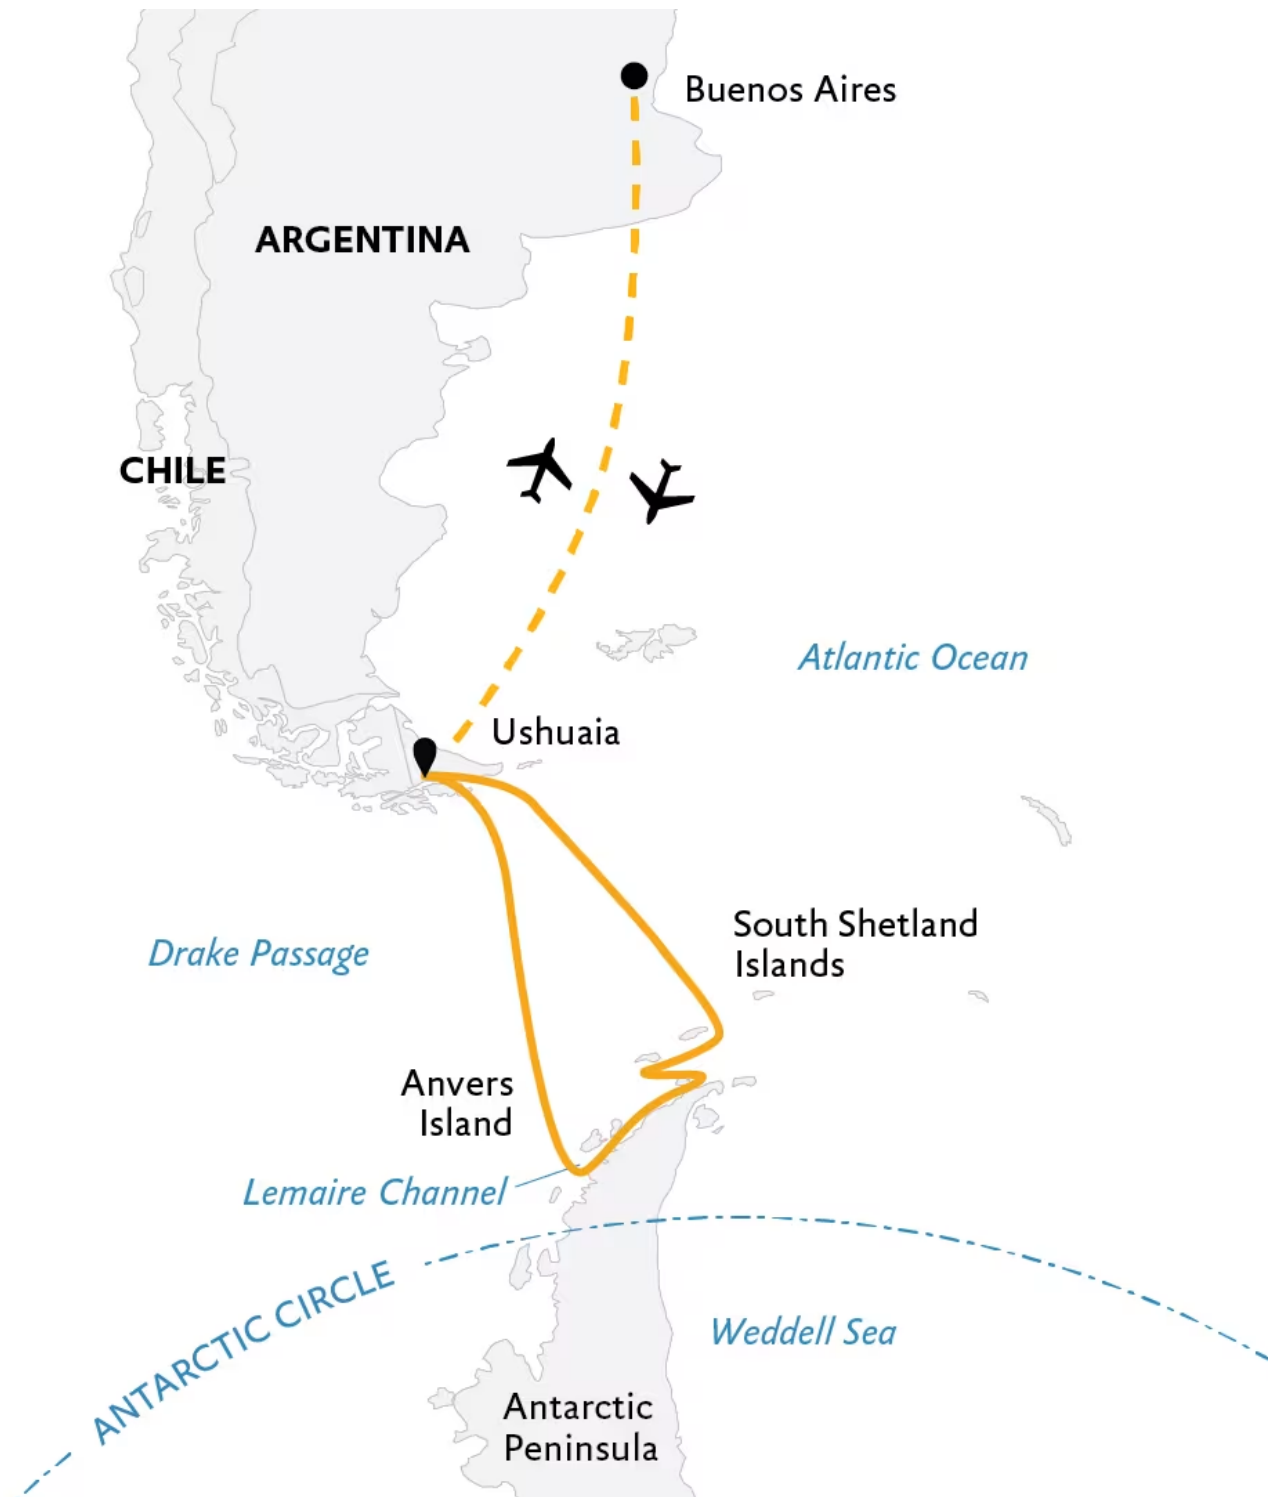 Buenos Aires
ARGENTINA
CHILE
Atlantic Ocean
Ushuaia
South Shetland
Islands
Drake Passage
Anvers
Island
Lemaire Channel
ANTARCTIC CIRCLE
Weddell Sea
Antarctic
Peninsula